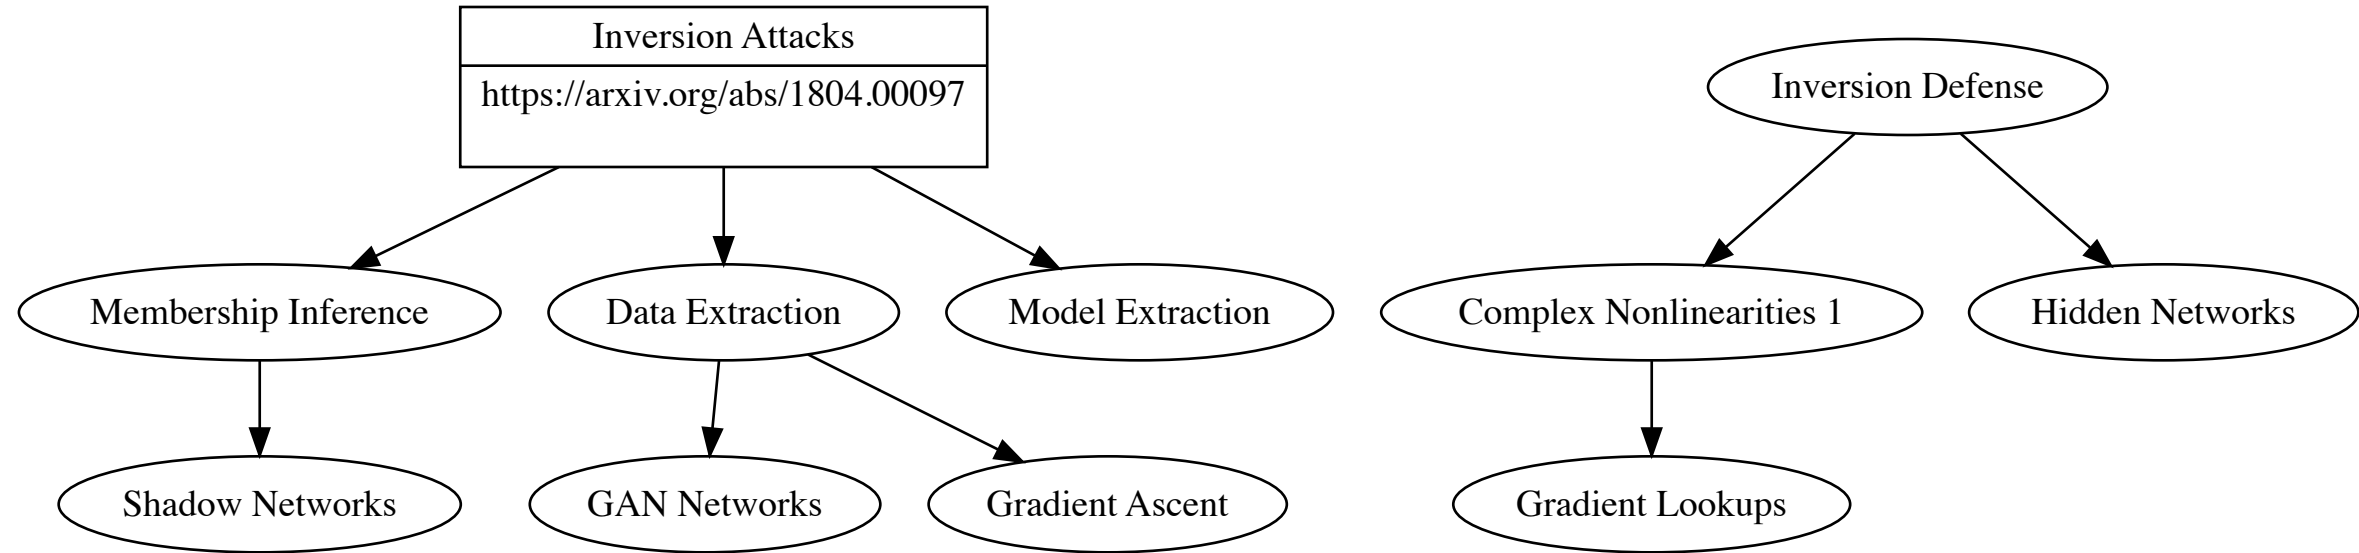 Inversion Attacks
https://arxiv.org/abs/1804.00097
Inversion Defense
Membership Inference
Data Extraction
Model Extraction
Complex Nonlinearities 1
Hidden Networks
Shadow Networks
GAN Networks
Gradient Ascent
Gradient Lookups